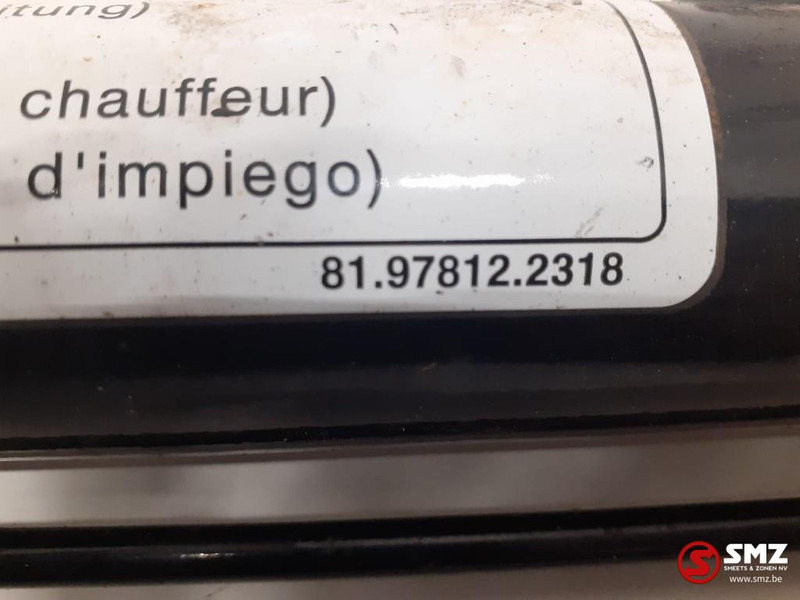 chauffeur)
d'impiego)
81.97812.2318
SMZ
SMEETS & ZONEN NV
www.smz.be